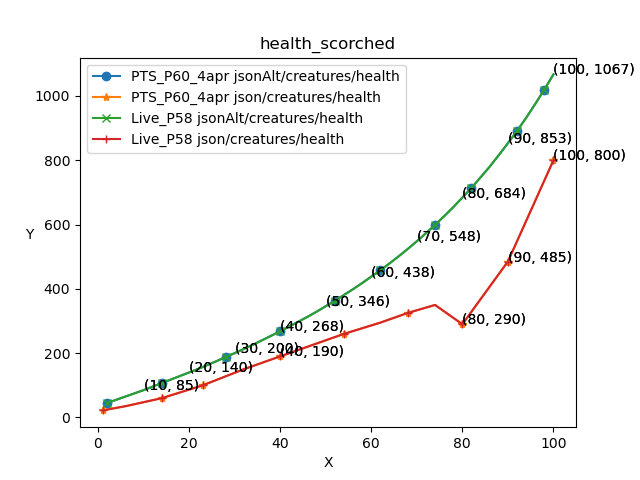 health_scorched
PTS_P60_4apr jsonAlt/creatures/health
PTS_P60_4apr json/creatures/health
Live_P58 jsonAlt/creatures/health
Live_P58 json/creatures/health
(100, 1067)
1000
(90, 853)
800
(100, 800)
(80, 684)
600
(70, 548)
Y
(90, 485)
(60, 438)
400
(50, 346)
(80, 290)
(40, 268)
(30, 200)
(40, 190)
200
(20, 140)
(10, 85)
0
0 20 40 60 80 100
X